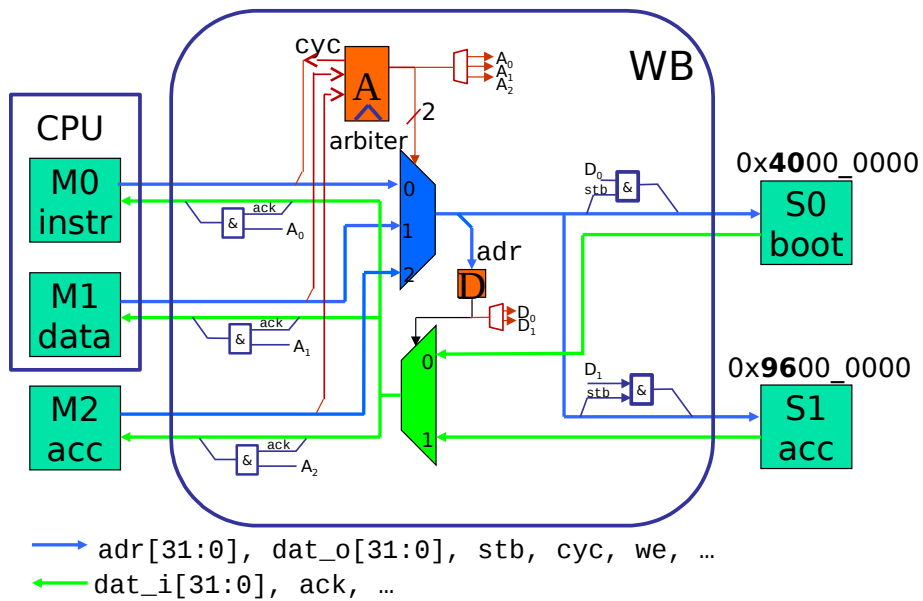 cyc
WB
A
arbiter
A0
A1
A2
2
CPU
M0
instr
M1
data
M2
acc
&
ack
A0
&
ack
A1
&
ack
A2
0
1
2
adr
D
D0
D1
0
1
D0
stb
&
D1
stb
&
0x4000_0000
S0
boot
0x9600_0000
S1
acc
adr[31:0], dat_o[31:0], stb, cyc, we, …
dat_i[31:0], ack, …